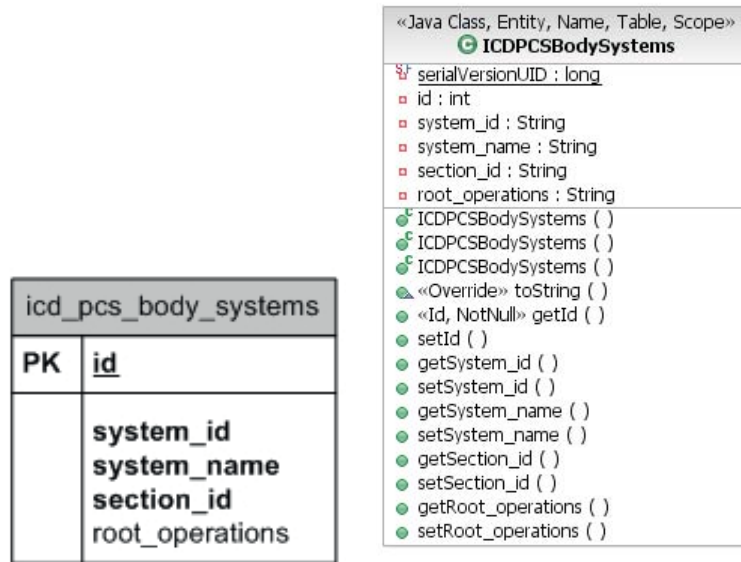 icd_pcs_body_systems
PK id
system_id
system_name
section_id
root_operations
«Java Class, Entity, Name, Table, Scope»
ICDPCSBodySystems
serialVersionUID : long
id : int
system_id : String
system_name : String
section_id : String
root_operations : String
ICDPCSBodySystems ( )
ICDPCSBodySystems ( )
ICDPCSBodySystems ( )
«Override» toString ( )
«Id, NotNull» getId ( )
setId ( )
getSystem_id ( )
setSystem_id ( )
getSystem_name ( )
setSystem_name ( )
getSection_id ( )
setSection_id ( )
getRoot_operations ( )
setRoot_operations ( )